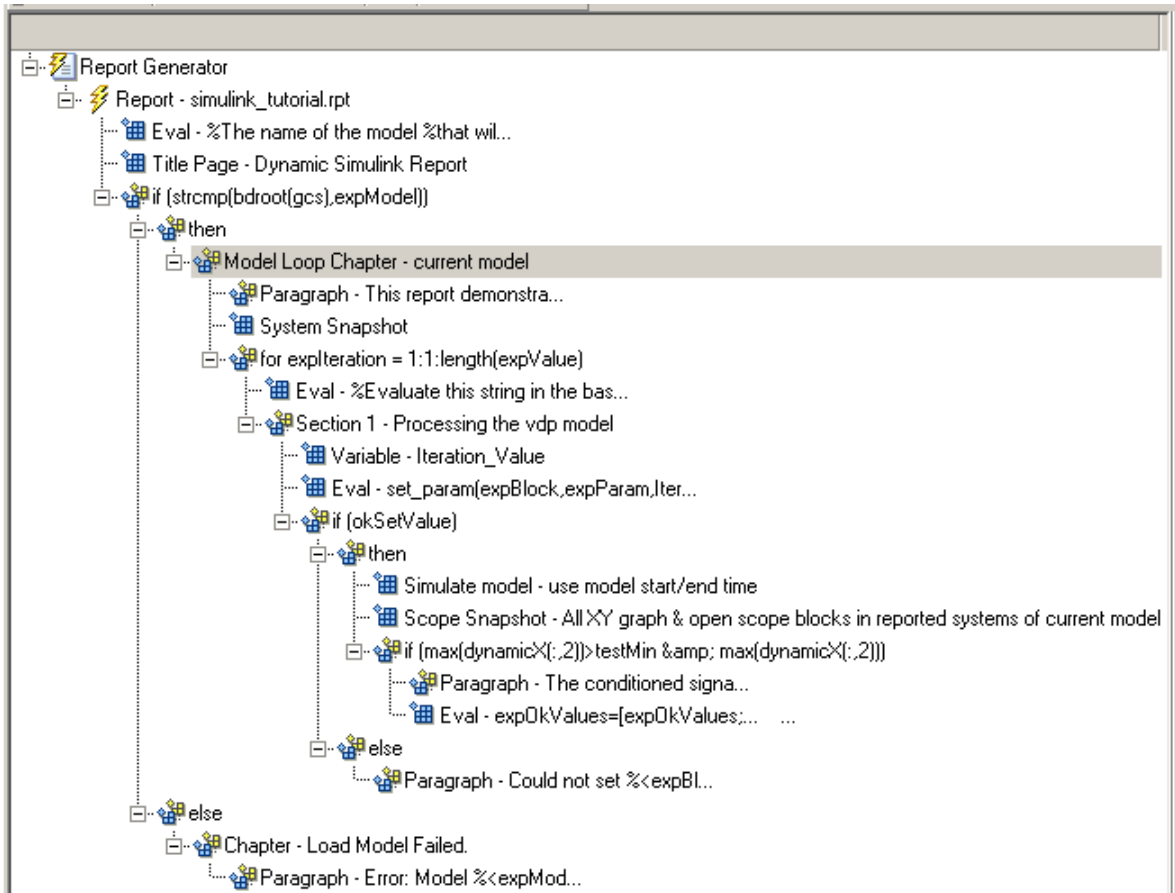 Report Generator
Report - simulink_tutorial.rpt
Eval - %The name of the model %that wil...
Title Page - Dynamic Simulink Report
if (strcmp(bdroot(gcs),expModel))
then
Model Loop Chapter - current model
Paragraph - This report demonstra...
System Snapshot
for expIteration = 1:1:length(expValue)
Eval - %Evaluate this string in the bas...
Section 1 - Processing the vdp model
Variable - Iteration_Value
Eval - set_param(expBlock,expParam,Iter...
if (okSetValue)
then
Simulate model - use model start/end time
Scope Snapshot - All XY graph & open scope blocks in reported systems of current model
if (max(dynamicX(:,2))>testMin &amp; max(dynamicX(:,2)))
Paragraph - The conditioned signa...
Eval - expOkValues=[expOkValues;... ...
else
Paragraph - Could not set %<expBl...
else
Chapter - Load Model Failed.
Paragraph - Error: Model %<expMod...